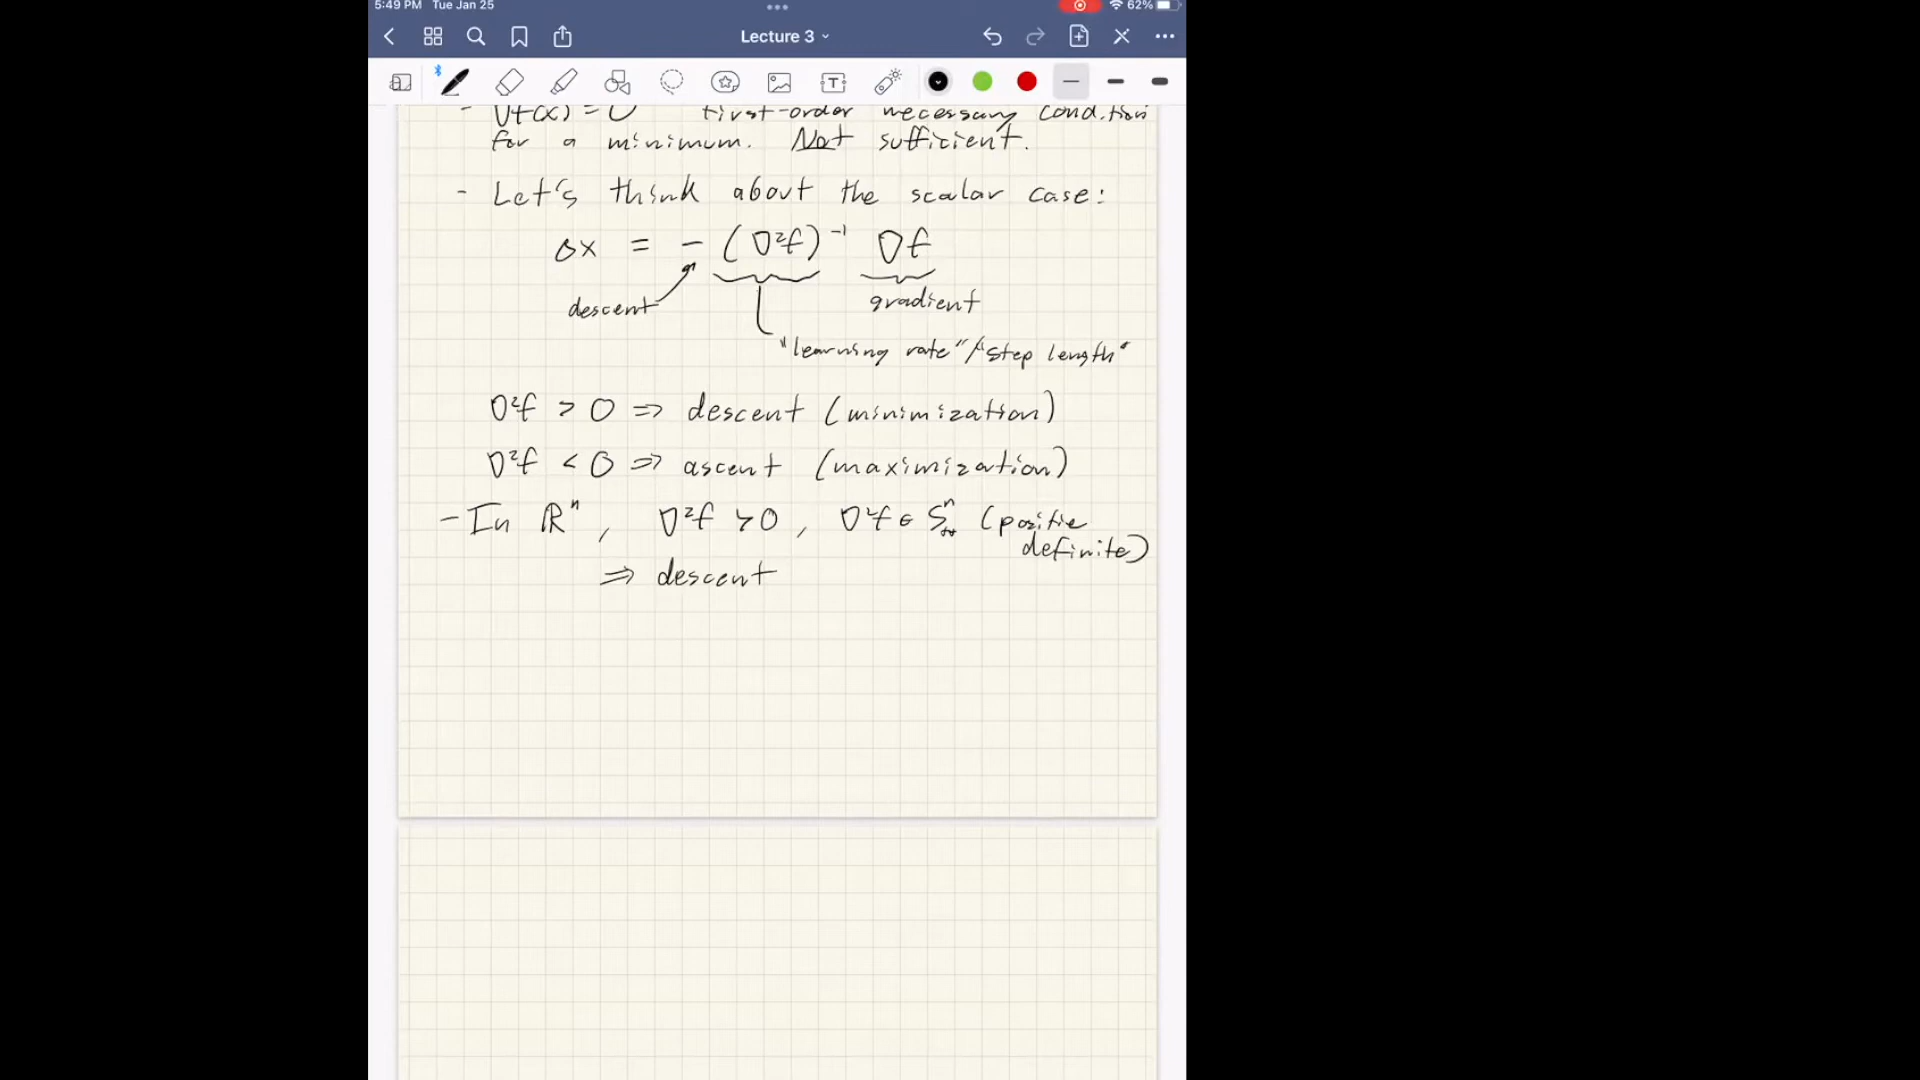 5:49 PM Tue Jan 25
62%
Lecture 3
- ∇f(x) = 0 first-order necessary condition
for a minimum. Not sufficient.
- Let's think about the scalar case:
Δx = - (∇²f)⁻¹ ∇f
descent
gradient
"learning rate"/"step length"
∇²f > 0 ⇒ descent (minimization)
∇²f < 0 ⇒ ascent (maximization)
- In ℝⁿ, ∇²f ≻ 0, ∇²f ∈ Sⁿ₊₊ (positive
definite)
⇒ descent